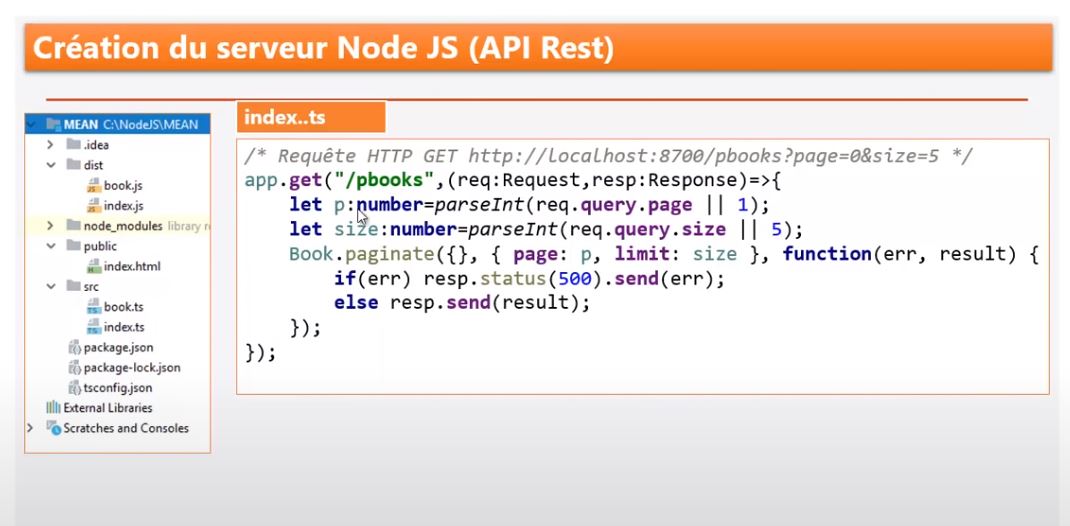 Création du serveur Node JS (API Rest)
MEAN C:\NodeJS\MEAN
.idea
dist
book.js
index.js
node_modules library r
public
index.html
src
book.ts
index.ts
package.json
package-lock.json
tsconfig.json
External Libraries
Scratches and Consoles
index..ts
/* Requête HTTP GET http://localhost:8700/pbooks?page=0&size=5 */
app.get("/pbooks",(req:Request,resp:Response)=>{
    let p:number=parseInt(req.query.page || 1);
    let size:number=parseInt(req.query.size || 5);
    Book.paginate({}, { page: p, limit: size }, function(err, result) {
        if(err) resp.status(500).send(err);
        else resp.send(result);
    });
});